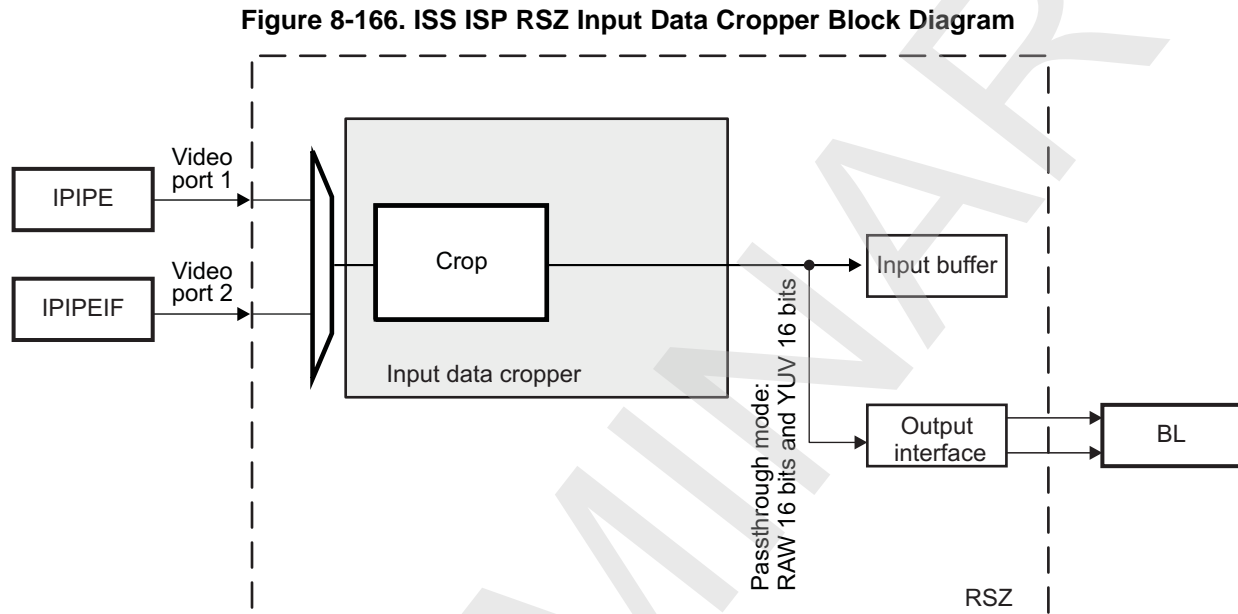 Figure 8-166. ISS ISP RSZ Input Data Cropper Block Diagram
Video
port 1
IPIPE
Video
port 2
IPIPEIF
Crop
Input data cropper
Input buffer
Passthrough mode:
RAW 16 bits and YUV 16 bits
Output
interface
BL
RSZ
MINAR